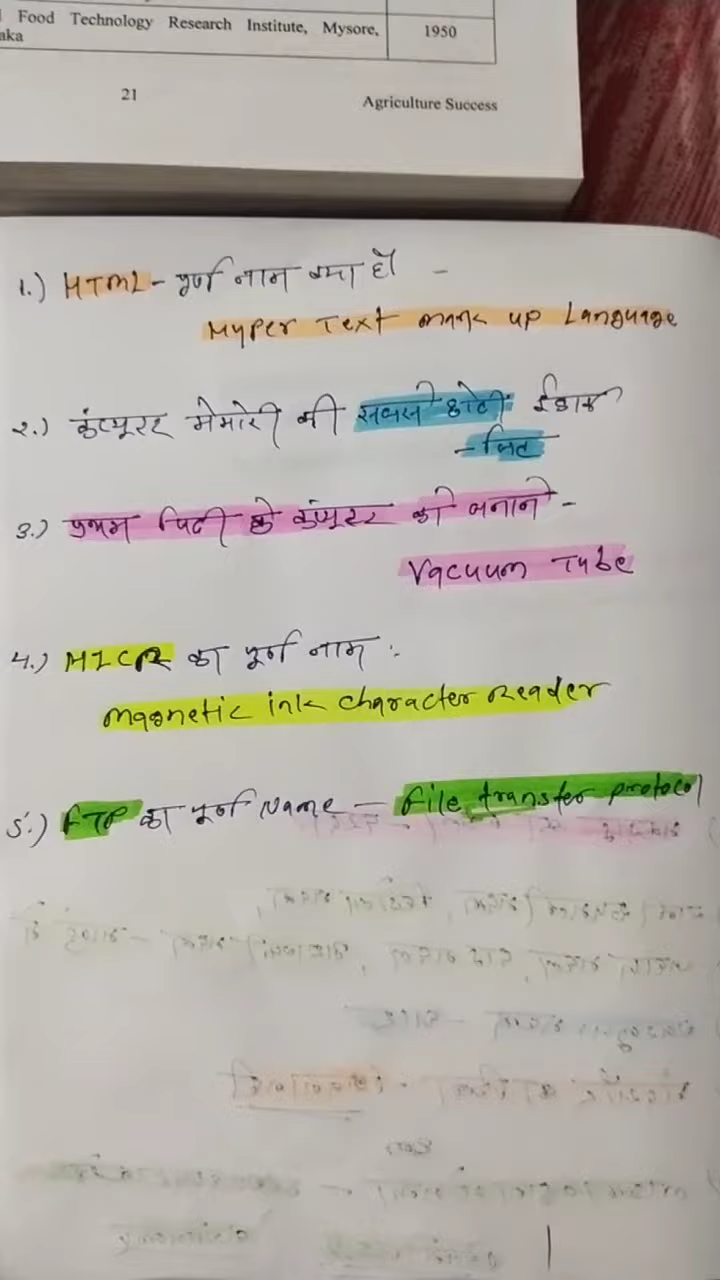 Food Technology Research Institute, Mysore,
aka
1950
21
Agriculture Success
1.) HTML - पूर्ण नाम क्या है -
Hyper Text mark up Language
2.) कंप्यूटर मेमोरी की सबसे छोटी ईकाई
- बिट
3.) प्रथम पिढी के कंप्यूटर को बनाने -
Vacuum Tube
4.) MICR का पूर्ण नाम :-
magnetic ink character Reader
5.) FTP का पूर्ण Name - File transfer protocol